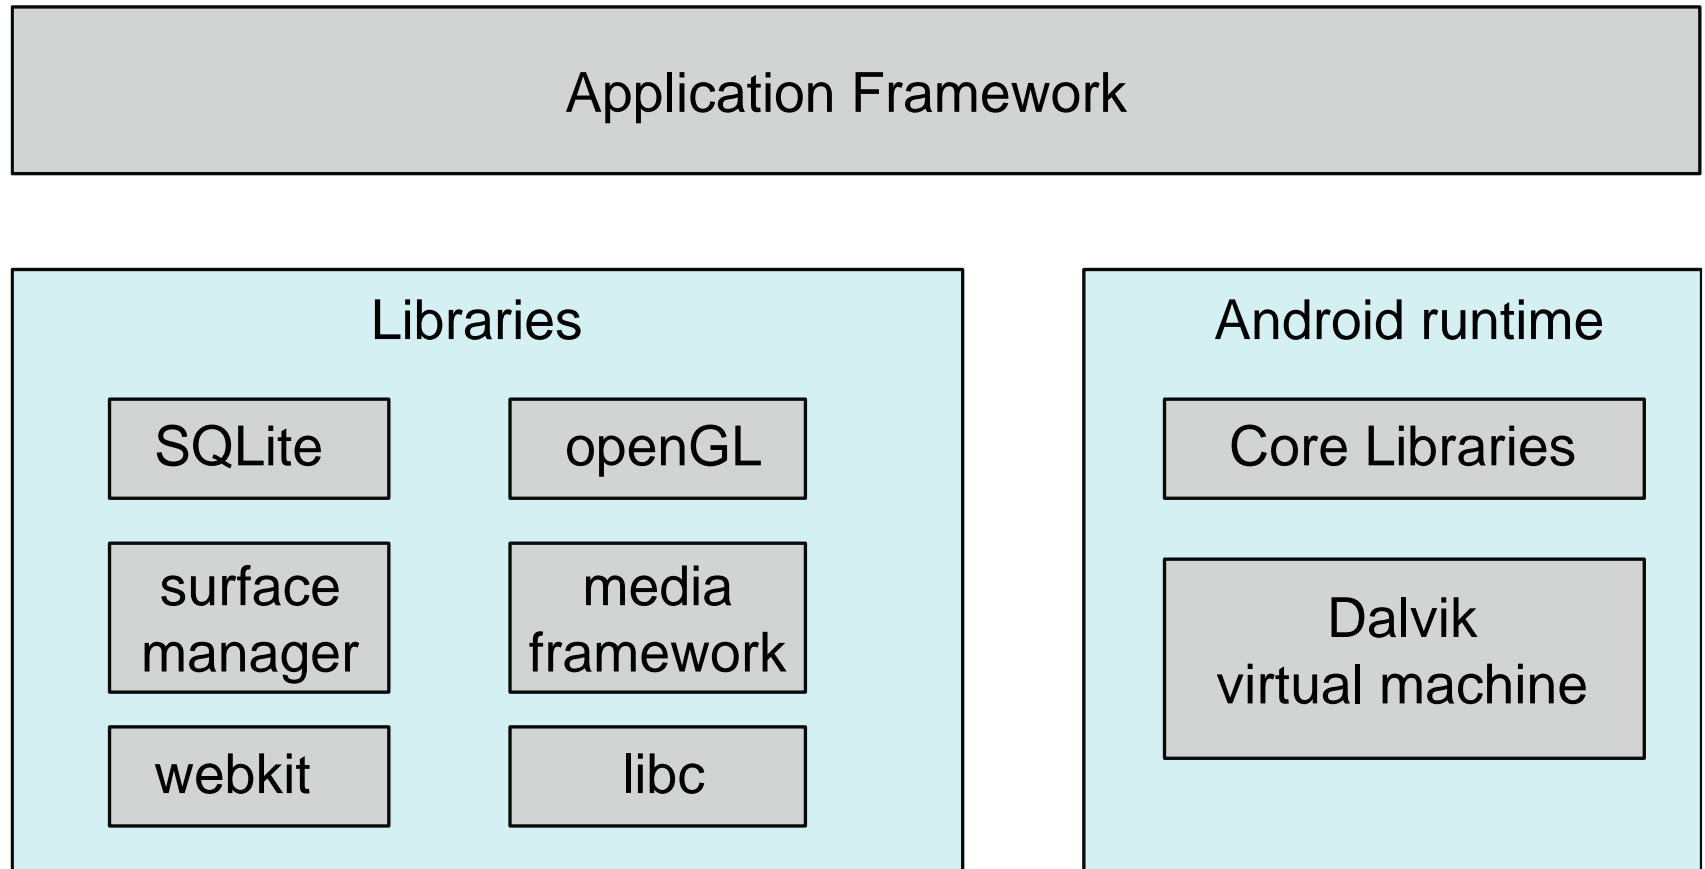 Application Framework
Libraries
SQLite
openGL
surface
manager
media
framework
webkit
libc
Android runtime
Core Libraries
Dalvik
virtual machine